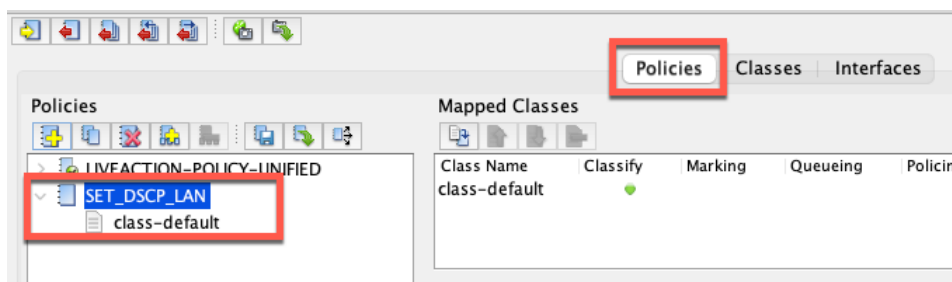 Policies Classes Interfaces
Policies Mapped Classes
LIVEACTION-POLICY-UNIFIED
SET_DSCP_LAN
class-default
Class Name Classify Marking Queueing Policin
class-default